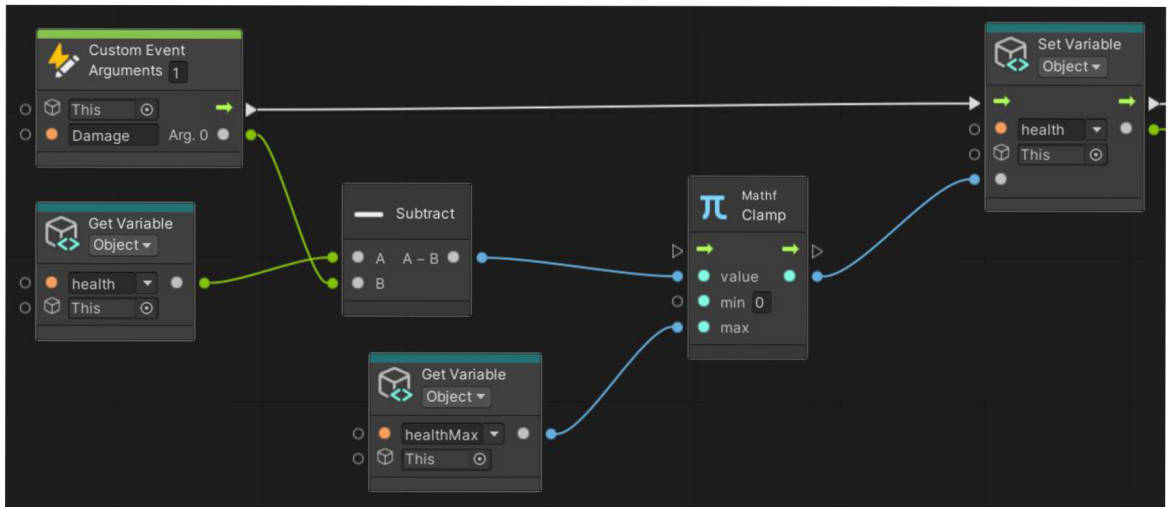 Custom Event
Arguments 1
This
Damage Arg. 0
Get Variable
Object
health
This
Subtract
A A – B
B
Get Variable
Object
healthMax
This
Mathf
Clamp
value
min 0
max
Set Variable
Object
health
This